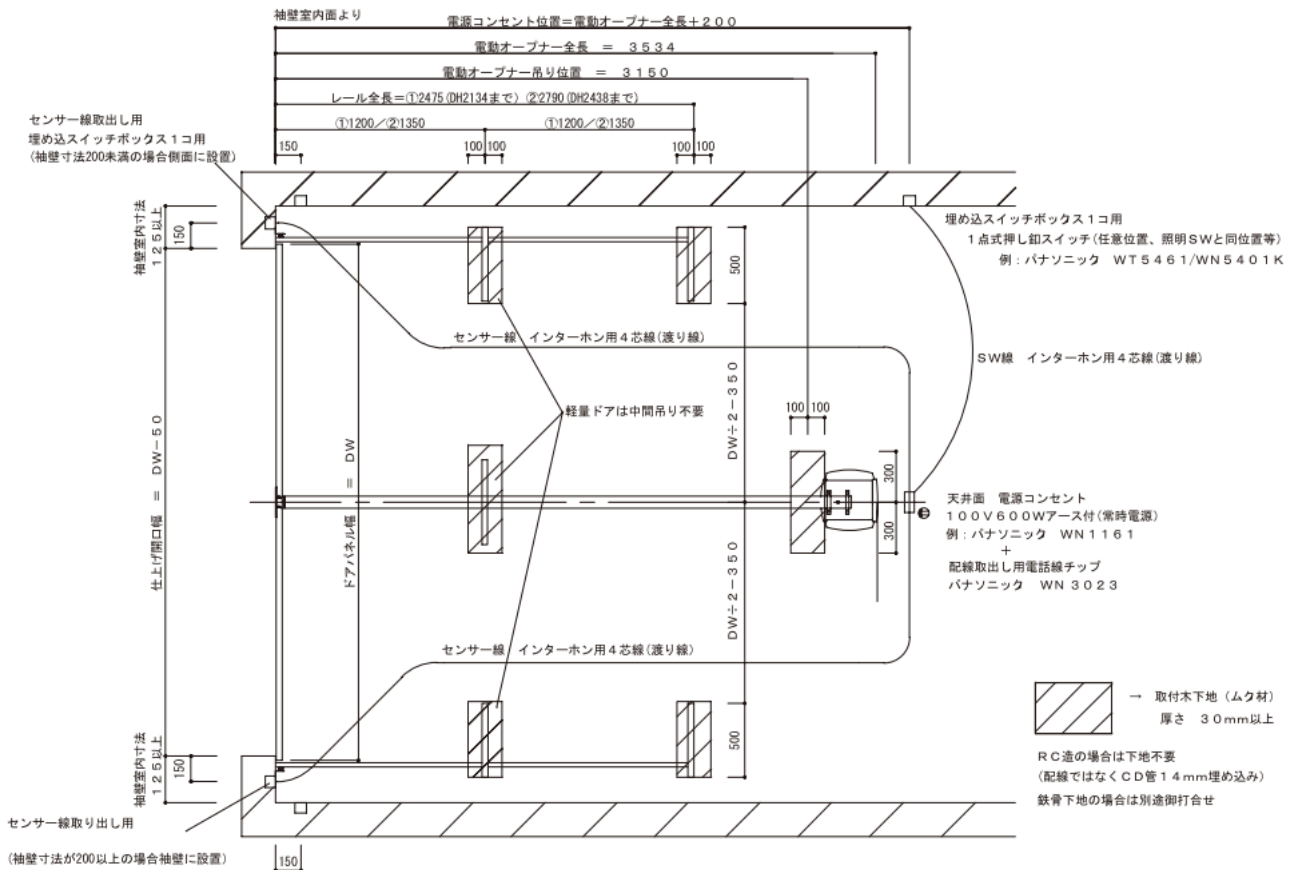 袖壁室内面より
電源コンセント位置＝電動オープナー全長＋２００
電動オープナー全長　＝　３５３４
電動オープナー吊り位置　＝　３１５０
レール全長＝①2475(DH2134まで) ②2790(DH2438まで)
①1200／②1350
①1200／②1350
150
100
100
100
100
センサー線取出し用
埋め込スイッチボックス１コ用
(袖壁寸法200未満の場合側面に設置)
袖壁室内寸法
１２５以上
150
500
埋め込スイッチボックス１コ用
１点式押し釦スイッチ(任意位置、照明SWと同位置等)
例：パナソニック　ＷＴ５４６１/ＷＮ５４０１Ｋ
センサー線　インターホン用４芯線(渡り線)
ＳＷ線　インターホン用４芯線(渡り線)
ＤＷ÷２－３５０
軽量ドアは中間吊り不要
100
100
仕上げ開口幅　＝　ＤＷ－５０
ドアパネル幅　＝　ＤＷ
300
300
天井面　電源コンセント
１００Ｖ６００Ｗアース付(常時電源)
例：パナソニック　ＷＮ１１６１
＋
配線取出し用電話線チップ
パナソニック　ＷＮ３０２３
ＤＷ÷２－３５０
センサー線　インターホン用４芯線(渡り線)
→　取付木下地（ムク材）
厚さ　３０mm以上
500
袖壁室内寸法
１２５以上
150
ＲＣ造の場合は下地不要
(配線ではなくＣＤ管１４mm埋め込み)
鉄骨下地の場合は別途御打合せ
センサー線取り出し用
(袖壁寸法が200以上の場合袖壁に設置)
150